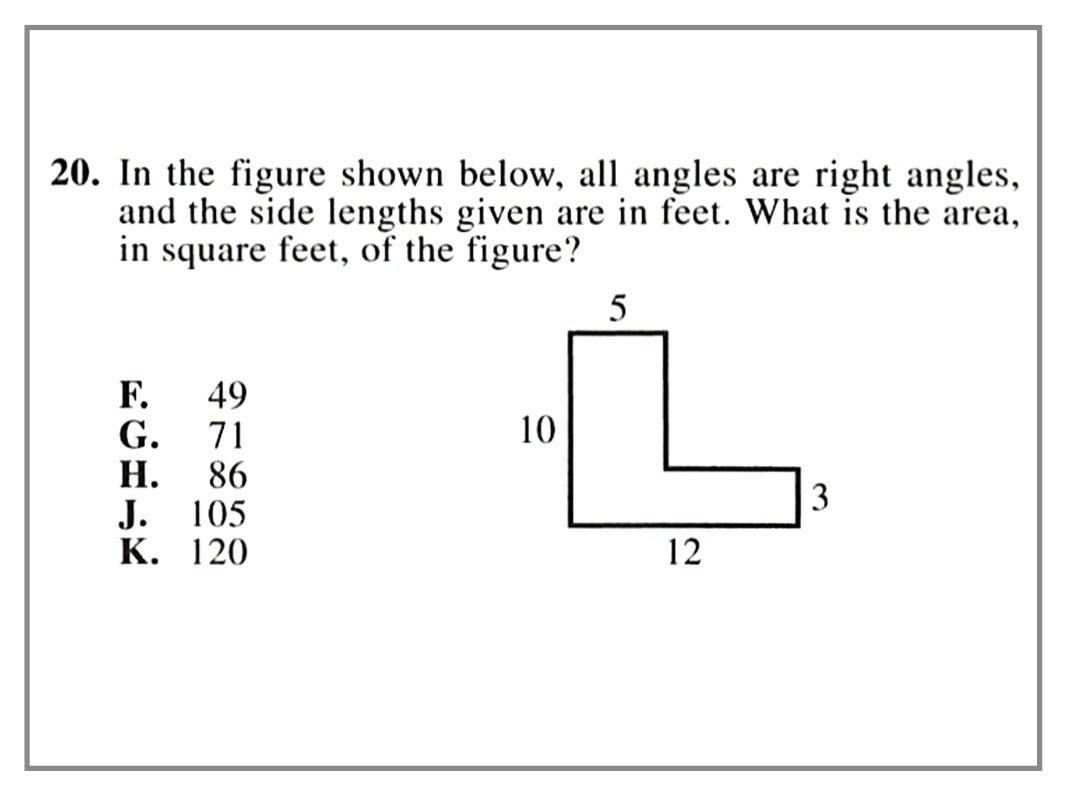 20. In the figure shown below, all angles are right angles,
and the side lengths given are in feet. What is the area,
in square feet, of the figure?
5
F. 49
G. 71
H. 86
J. 105
K. 120
10
3
12